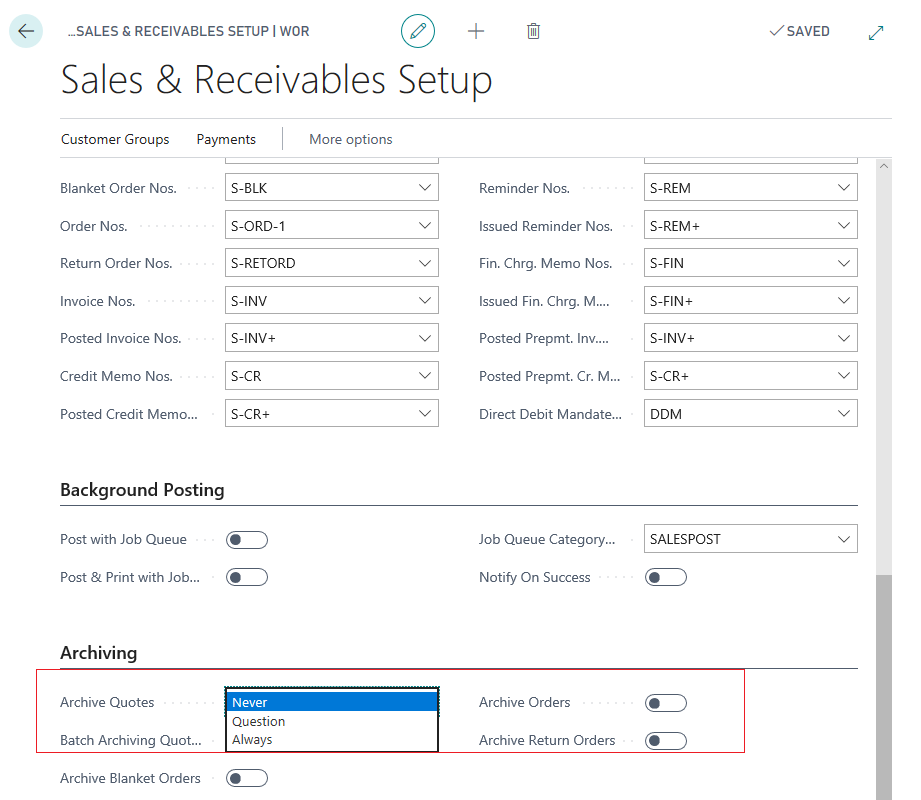 …SALES & RECEIVABLES SETUP | WOR
SAVED
Sales & Receivables Setup
Customer Groups Payments More options
Blanket Order Nos. S-BLK Reminder Nos. S-REM
Order Nos. S-ORD-1 Issued Reminder Nos. S-REM+
Return Order Nos. S-RETORD Fin. Chrg. Memo Nos. S-FIN
Invoice Nos. S-INV Issued Fin. Chrg. M.... S-FIN+
Posted Invoice Nos. S-INV+ Posted Prepmt. Inv.... S-INV+
Credit Memo Nos. S-CR Posted Prepmt. Cr. M... S-CR+
Posted Credit Memo... S-CR+ Direct Debit Mandate... DDM
Background Posting
Post with Job Queue Job Queue Category... SALESPOST
Post & Print with Job... Notify On Success
Archiving
Archive Quotes Never Archive Orders
Question
Batch Archiving Quot... Always Archive Return Orders
Archive Blanket Orders